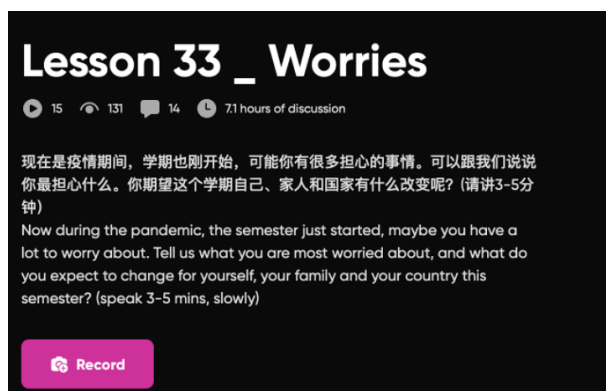 Lesson 33 _ Worries
15 131 14 7.1 hours of discussion
现在是疫情期间，学期也刚开始，可能你有很多担心的事情。可以跟我们说说
你最担心什么。你期望这个学期自己、家人和国家有什么改变呢？(请讲3-5分
钟)
Now during the pandemic, the semester just started, maybe you have a
lot to worry about. Tell us what you are most worried about, and what do
you expect to change for yourself, your family and your country this
semester? (speak 3-5 mins, slowly)
Record